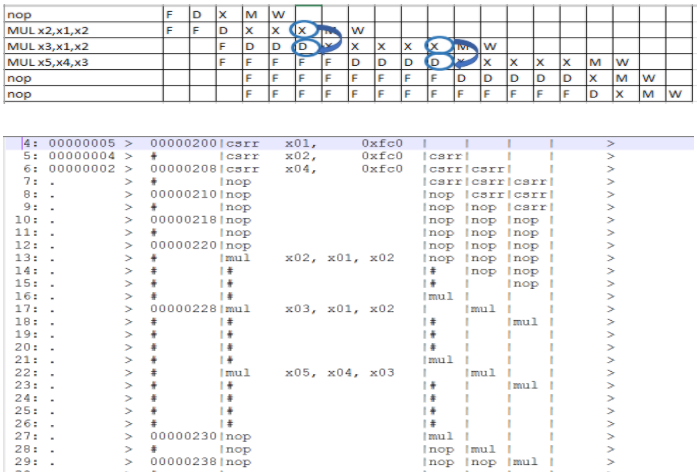 nop F D X M W
MUL x2,x1,x2 F F D X X X M W
MUL x3,x1,x2 F D D D X X X X X M W
MUL x5,x4,x3 F F F F F D D D D X X X X X M W
nop F F F F F F F F D D D D D X M W
nop F F F F F F F F F F F F F D X M W
4: 00000005 > 00000200|csrr x01, 0xfc0 | | | | >
5: 00000004 > # |csrr x02, 0xfc0 |csrr| | | >
6: 00000002 > 00000208|csrr x04, 0xfc0 |csrr|csrr| | >
7: . > # |nop |csrr|csrr|csrr| >
8: . > 00000210|nop |nop |csrr|csrr| >
9: . > # |nop |nop |nop |csrr| >
10: . > 00000218|nop |nop |nop |nop | >
11: . > # |nop |nop |nop |nop | >
12: . > 00000220|nop |nop |nop |nop | >
13: . > # |mul x02, x01, x02 |nop |nop |nop | >
14: . > # |# |# |nop |nop | >
15: . > # |# |# | |nop | >
16: . > # |# |mul | | | >
17: . > 00000228|mul x03, x01, x02 | |mul | | >
18: . > # |# |# | |mul | >
19: . > # |# |# | | | >
20: . > # |# |# | | | >
21: . > # |# |mul | | | >
22: . > # |mul x05, x04, x03 | |mul | | >
23: . > # |# |# | |mul | >
24: . > # |# |# | | | >
25: . > # |# |# | | | >
26: . > # |# |# | | | >
27: . > 00000230|nop |mul | | | >
28: . > # |nop |nop |mul | | >
29: . > 00000238|nop |nop |nop |mul | >